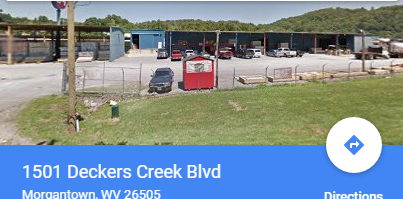 1501 Deckers Creek Blvd
Morgantown, WV 26505
Directions